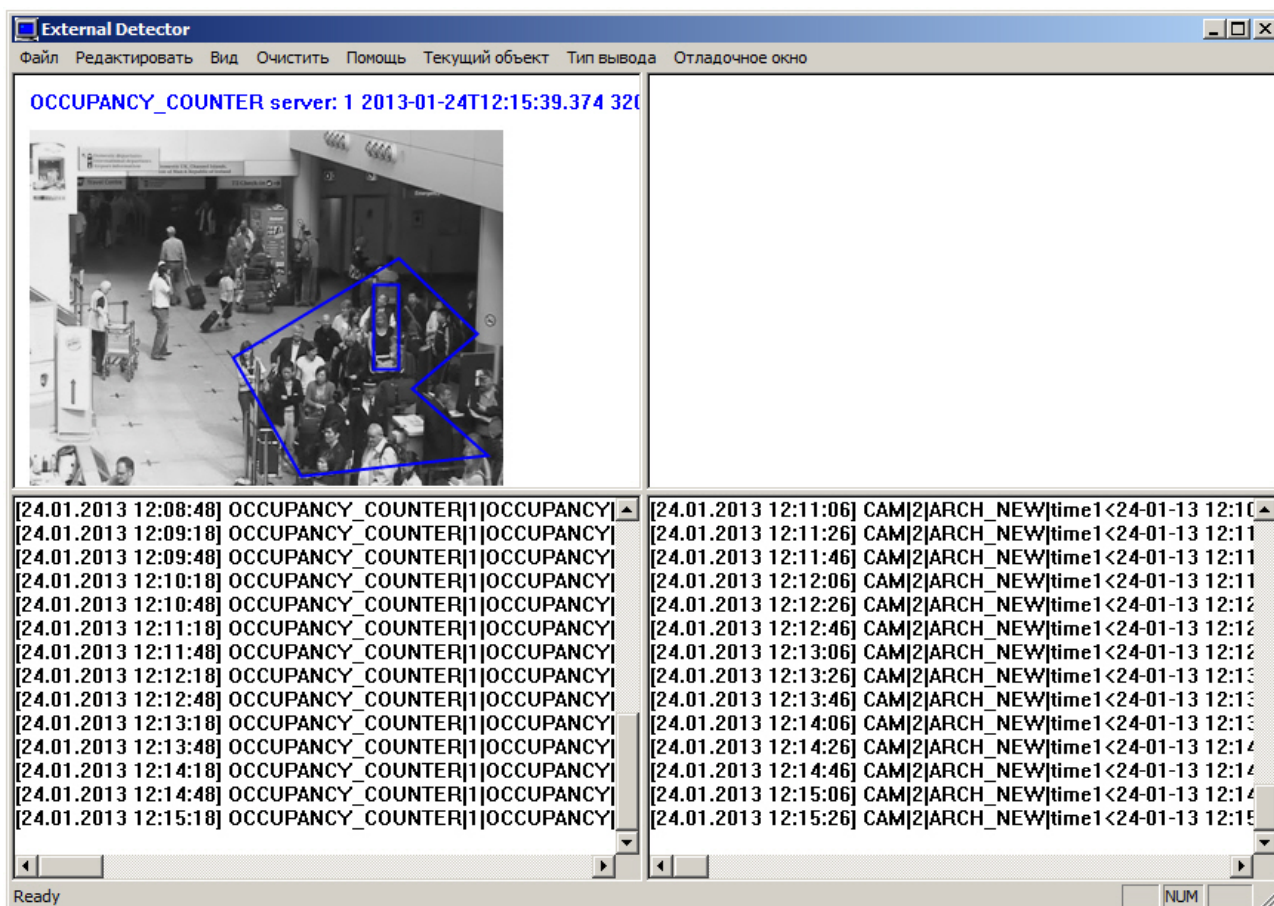 External Detector
Файл Редактировать Вид Очистить Помощь Текущий объект Тип вывода Отладочное окно
OCCUPANCY_COUNTER server: 1 2013-01-24T12:15:39.374 320
[24.01.2013 12:08:48] OCCUPANCY_COUNTER|1|OCCUPANCY|
[24.01.2013 12:09:18] OCCUPANCY_COUNTER|1|OCCUPANCY|
[24.01.2013 12:09:48] OCCUPANCY_COUNTER|1|OCCUPANCY|
[24.01.2013 12:10:18] OCCUPANCY_COUNTER|1|OCCUPANCY|
[24.01.2013 12:10:48] OCCUPANCY_COUNTER|1|OCCUPANCY|
[24.01.2013 12:11:18] OCCUPANCY_COUNTER|1|OCCUPANCY|
[24.01.2013 12:11:48] OCCUPANCY_COUNTER|1|OCCUPANCY|
[24.01.2013 12:12:18] OCCUPANCY_COUNTER|1|OCCUPANCY|
[24.01.2013 12:12:48] OCCUPANCY_COUNTER|1|OCCUPANCY|
[24.01.2013 12:13:18] OCCUPANCY_COUNTER|1|OCCUPANCY|
[24.01.2013 12:13:48] OCCUPANCY_COUNTER|1|OCCUPANCY|
[24.01.2013 12:14:18] OCCUPANCY_COUNTER|1|OCCUPANCY|
[24.01.2013 12:14:48] OCCUPANCY_COUNTER|1|OCCUPANCY|
[24.01.2013 12:15:18] OCCUPANCY_COUNTER|1|OCCUPANCY|
[24.01.2013 12:11:06] CAM|2|ARCH_NEW|time1<24-01-13 12:10
[24.01.2013 12:11:26] CAM|2|ARCH_NEW|time1<24-01-13 12:11
[24.01.2013 12:11:46] CAM|2|ARCH_NEW|time1<24-01-13 12:11
[24.01.2013 12:12:06] CAM|2|ARCH_NEW|time1<24-01-13 12:11
[24.01.2013 12:12:26] CAM|2|ARCH_NEW|time1<24-01-13 12:12
[24.01.2013 12:12:46] CAM|2|ARCH_NEW|time1<24-01-13 12:12
[24.01.2013 12:13:06] CAM|2|ARCH_NEW|time1<24-01-13 12:12
[24.01.2013 12:13:26] CAM|2|ARCH_NEW|time1<24-01-13 12:13
[24.01.2013 12:13:46] CAM|2|ARCH_NEW|time1<24-01-13 12:13
[24.01.2013 12:14:06] CAM|2|ARCH_NEW|time1<24-01-13 12:13
[24.01.2013 12:14:26] CAM|2|ARCH_NEW|time1<24-01-13 12:14
[24.01.2013 12:14:46] CAM|2|ARCH_NEW|time1<24-01-13 12:14
[24.01.2013 12:15:06] CAM|2|ARCH_NEW|time1<24-01-13 12:14
[24.01.2013 12:15:26] CAM|2|ARCH_NEW|time1<24-01-13 12:15
Ready
NUM